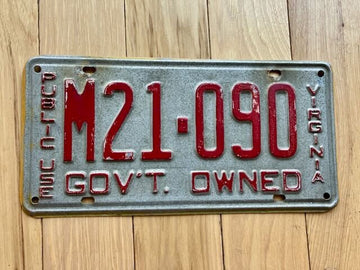 PUBLIC USE
M21-090
VIRGINIA
GOV'T. OWNED